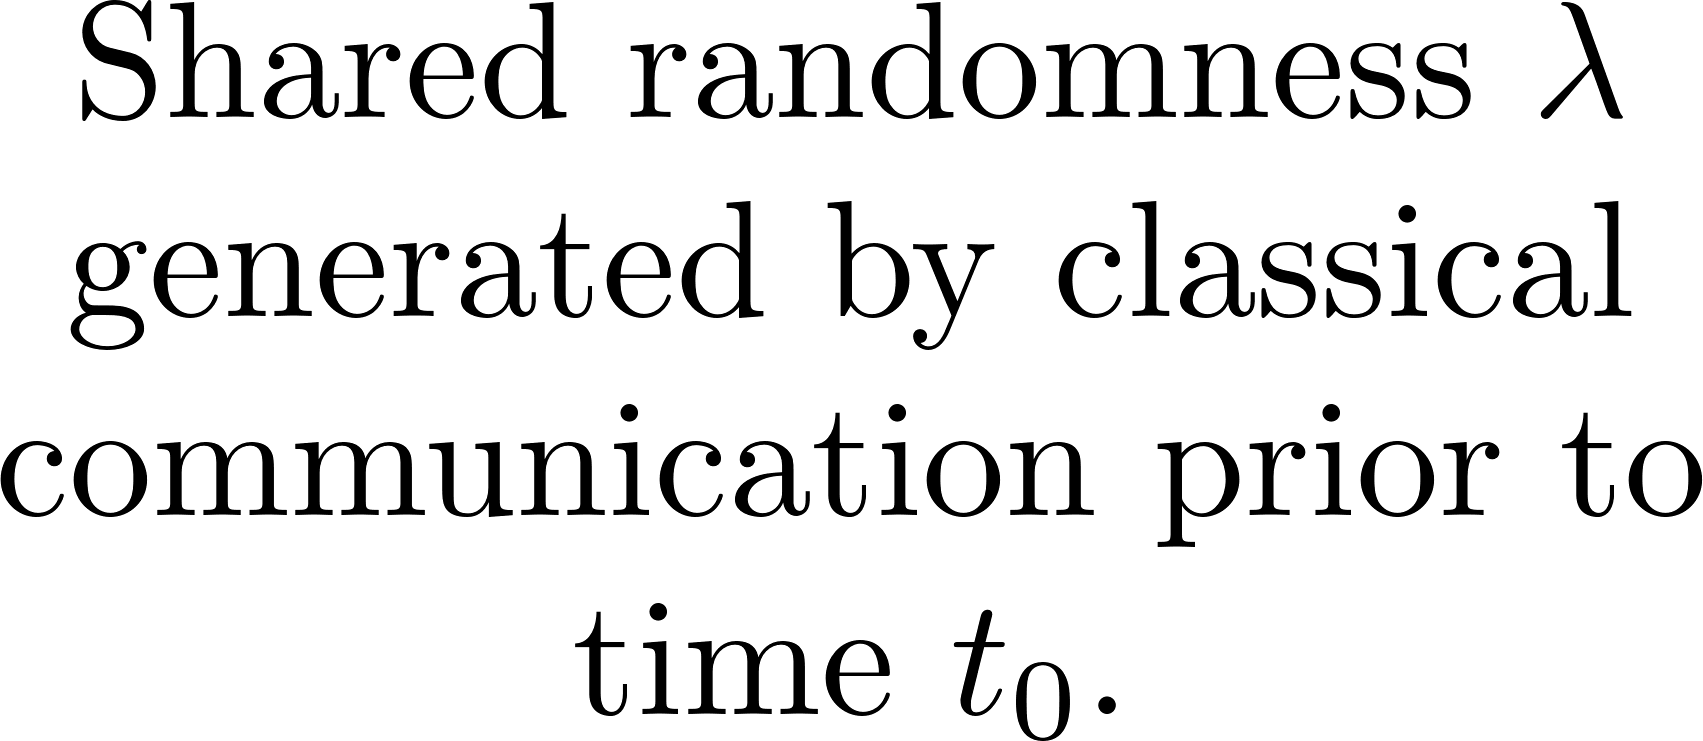 Shared randomness λ
generated by classical
communication prior to
time t₀.